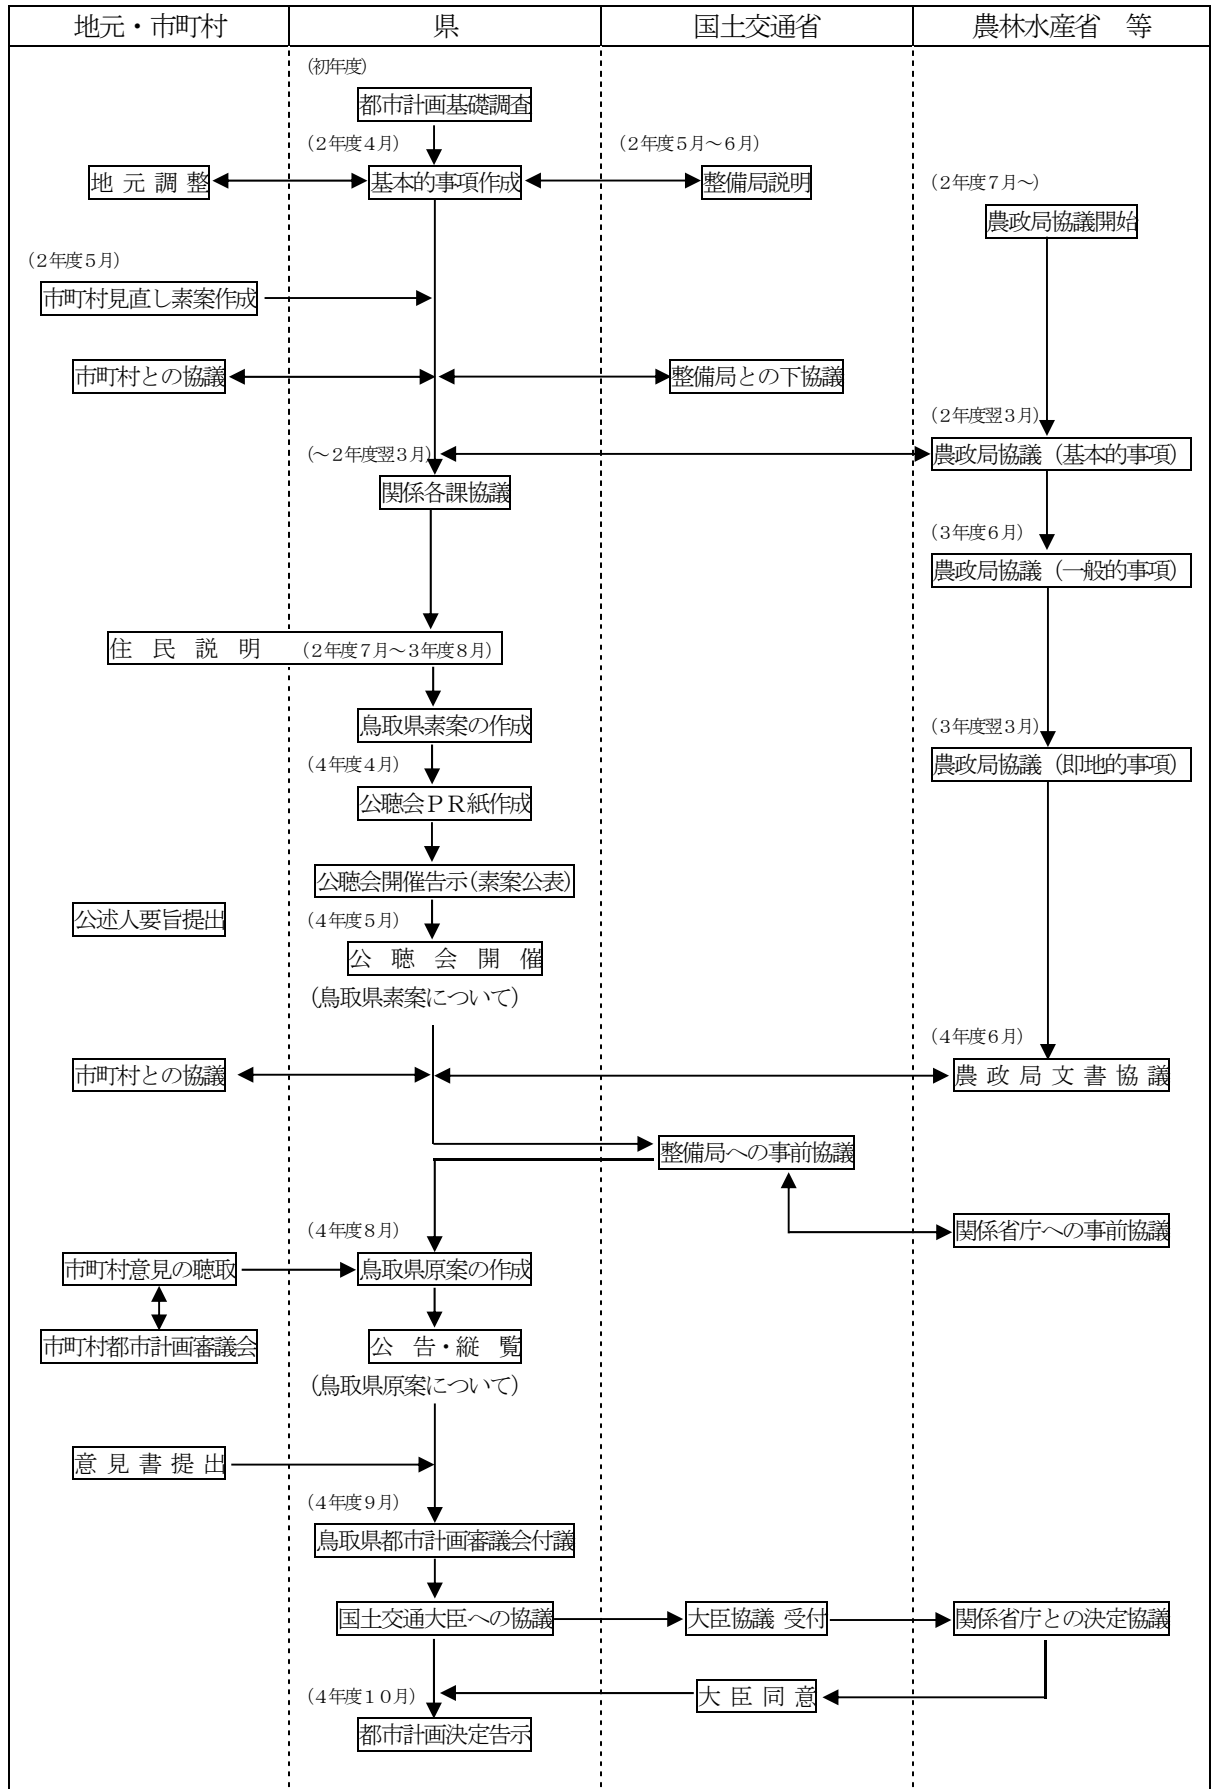 地元・市町村　県　国土交通省　農林水産省　等
（初年度）
都市計画基礎調査
（２年度４月）　（２年度５月～６月）
地 元 調 整　基本的事項作成　整備局説明　（２年度７月～）
農政局協議開始
（２年度５月）
市町村見直し素案作成
市町村との協議　整備局との下協議
（２年度翌３月）
（～２年度翌３月）　農政局協議（基本的事項）
関係各課協議
（３年度６月）
農政局協議（一般的事項）
住　民　説　明　（２年度７月～３年度８月）
鳥取県素案の作成　（３年度翌３月）
（４年度４月）　農政局協議（即地的事項）
公聴会ＰＲ紙作成
公聴会開催告示（素案公表）
公述人要旨提出　（４年度５月）
公　聴　会　開　催
（鳥取県素案について）
（４年度６月）
市町村との協議　農 政 局 文 書 協 議
整備局への事前協議
（４年度８月）　関係省庁への事前協議
市町村意見の聴取　鳥取県原案の作成
市町村都市計画審議会　公　告・縦　覧
（鳥取県原案について）
意 見 書 提 出
（４年度９月）
鳥取県都市計画審議会付議
国土交通大臣への協議　大臣協議 受付　関係省庁との決定協議
（４年度１０月）　大 臣 同 意
都市計画決定告示